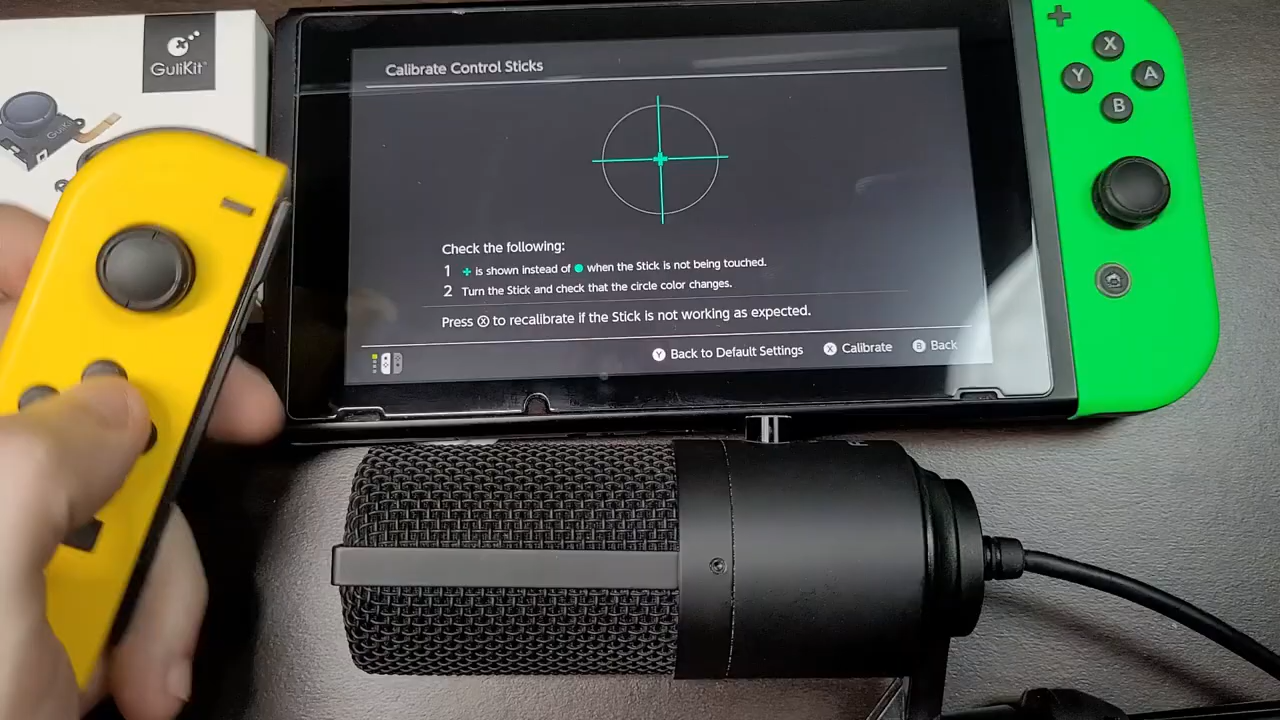 GuliKit
GuliKit
Calibrate Control Sticks
Check the following:
1 + is shown instead of ● when the Stick is not being touched.
2 Turn the Stick and check that the circle color changes.
Press Ⓧ to recalibrate if the Stick is not working as expected.
Ⓨ Back to Default Settings Ⓧ Calibrate Ⓑ Back
X
Y A
B